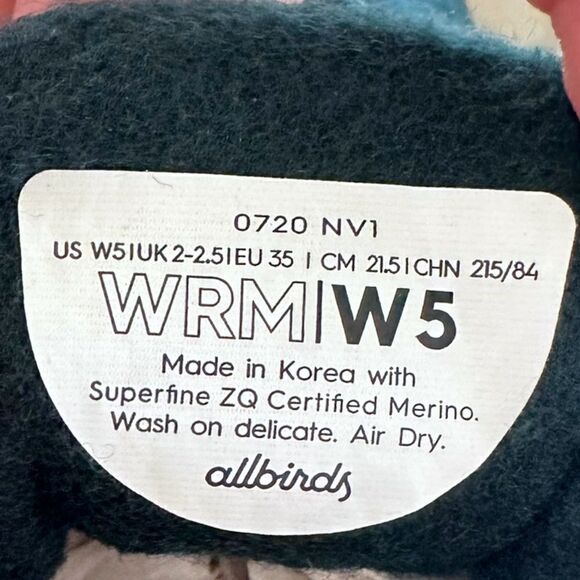 0720 NV1
US W5|UK 2-2.5|EU 35 | CM 21.5|CHN 215/84
WRM|W5
Made in Korea with
Superfine ZQ Certified Merino.
Wash on delicate. Air Dry.
allbirds